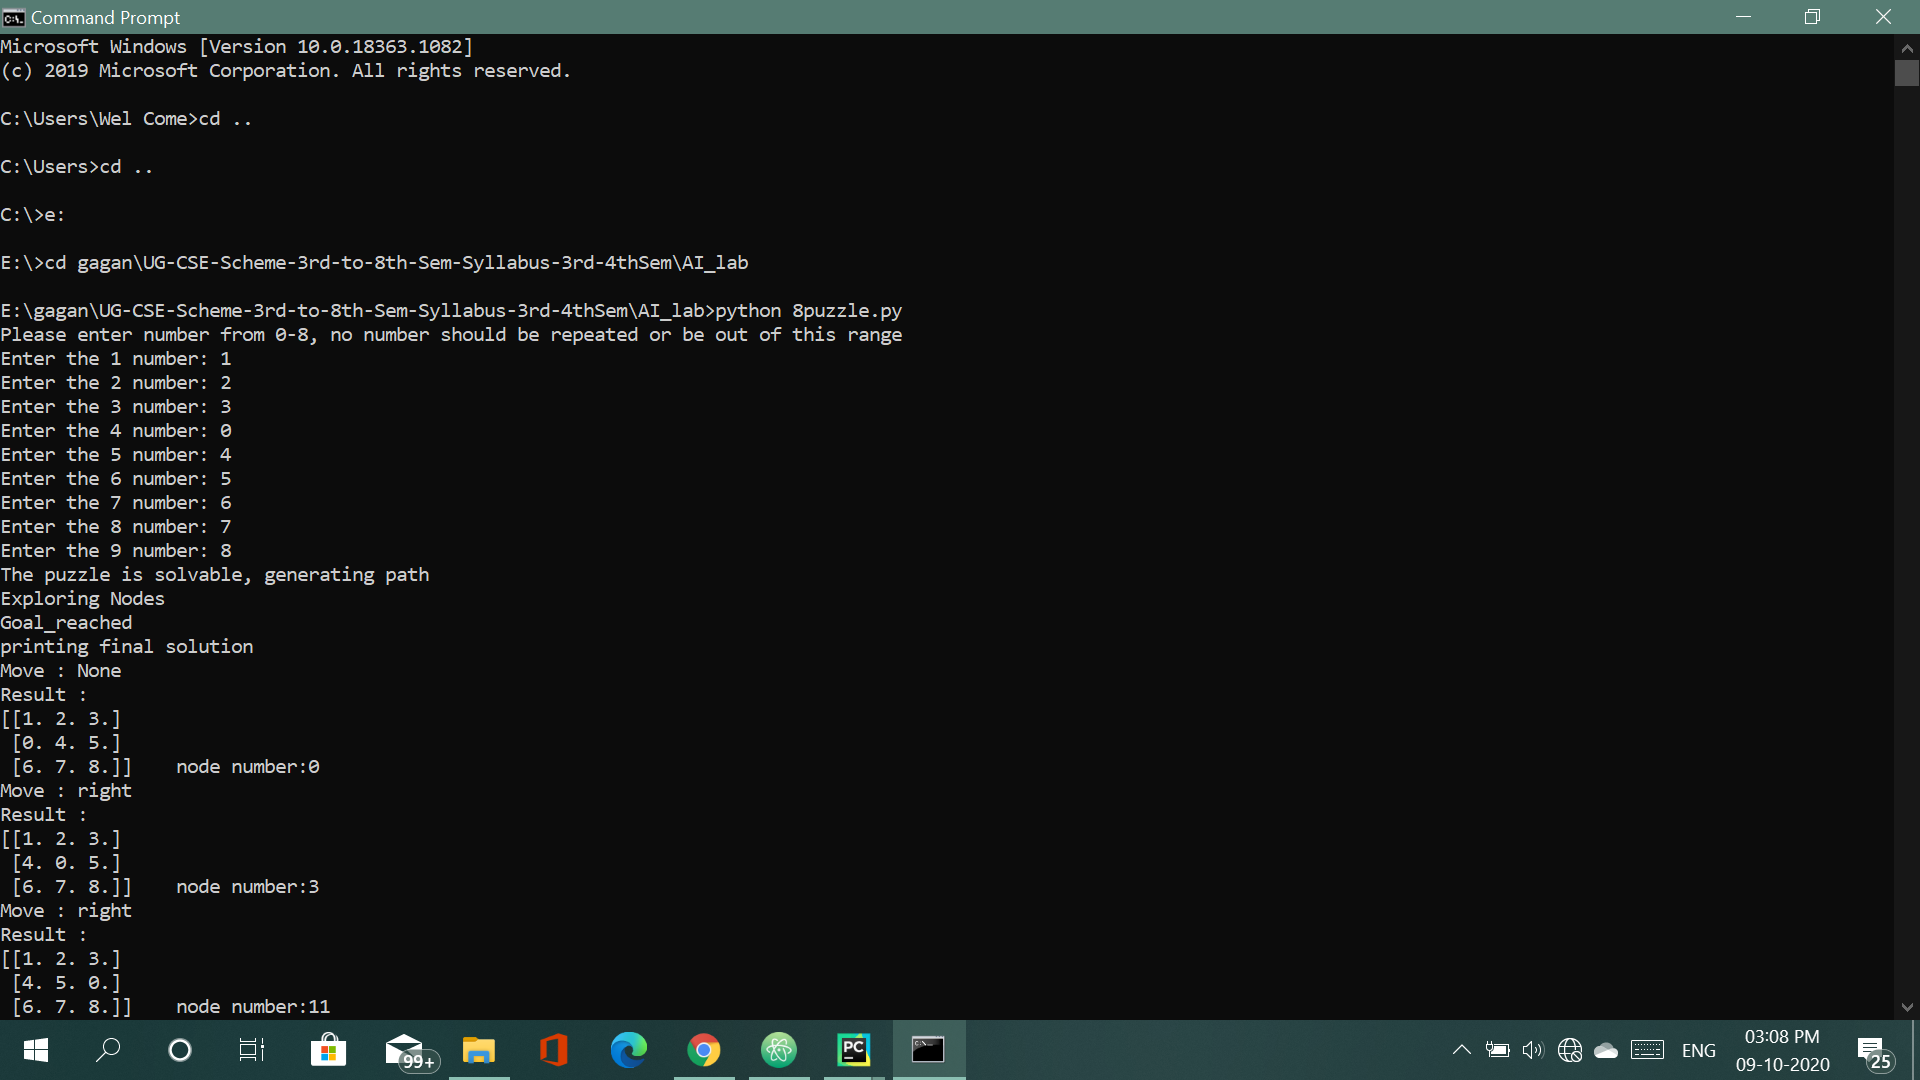 Command Prompt
Microsoft Windows [Version 10.0.18363.1082]
(c) 2019 Microsoft Corporation. All rights reserved.
C:\Users\Wel Come>cd ..
C:\Users>cd ..
C:\>e:
E:\>cd gagan\UG-CSE-Scheme-3rd-to-8th-Sem-Syllabus-3rd-4thSem\AI_lab
E:\gagan\UG-CSE-Scheme-3rd-to-8th-Sem-Syllabus-3rd-4thSem\AI_lab>python 8puzzle.py
Please enter number from 0-8, no number should be repeated or be out of this range
Enter the 1 number: 1
Enter the 2 number: 2
Enter the 3 number: 3
Enter the 4 number: 0
Enter the 5 number: 4
Enter the 6 number: 5
Enter the 7 number: 6
Enter the 8 number: 7
Enter the 9 number: 8
The puzzle is solvable, generating path
Exploring Nodes
Goal_reached
printing final solution
Move : None
Result :
[[1. 2. 3.]
 [0. 4. 5.]
 [6. 7. 8.]]    node number:0
Move : right
Result :
[[1. 2. 3.]
 [4. 0. 5.]
 [6. 7. 8.]]    node number:3
Move : right
Result :
[[1. 2. 3.]
 [4. 5. 0.]
 [6. 7. 8.]]    node number:11
99+
PC
ENG
03:08 PM
09-10-2020
25